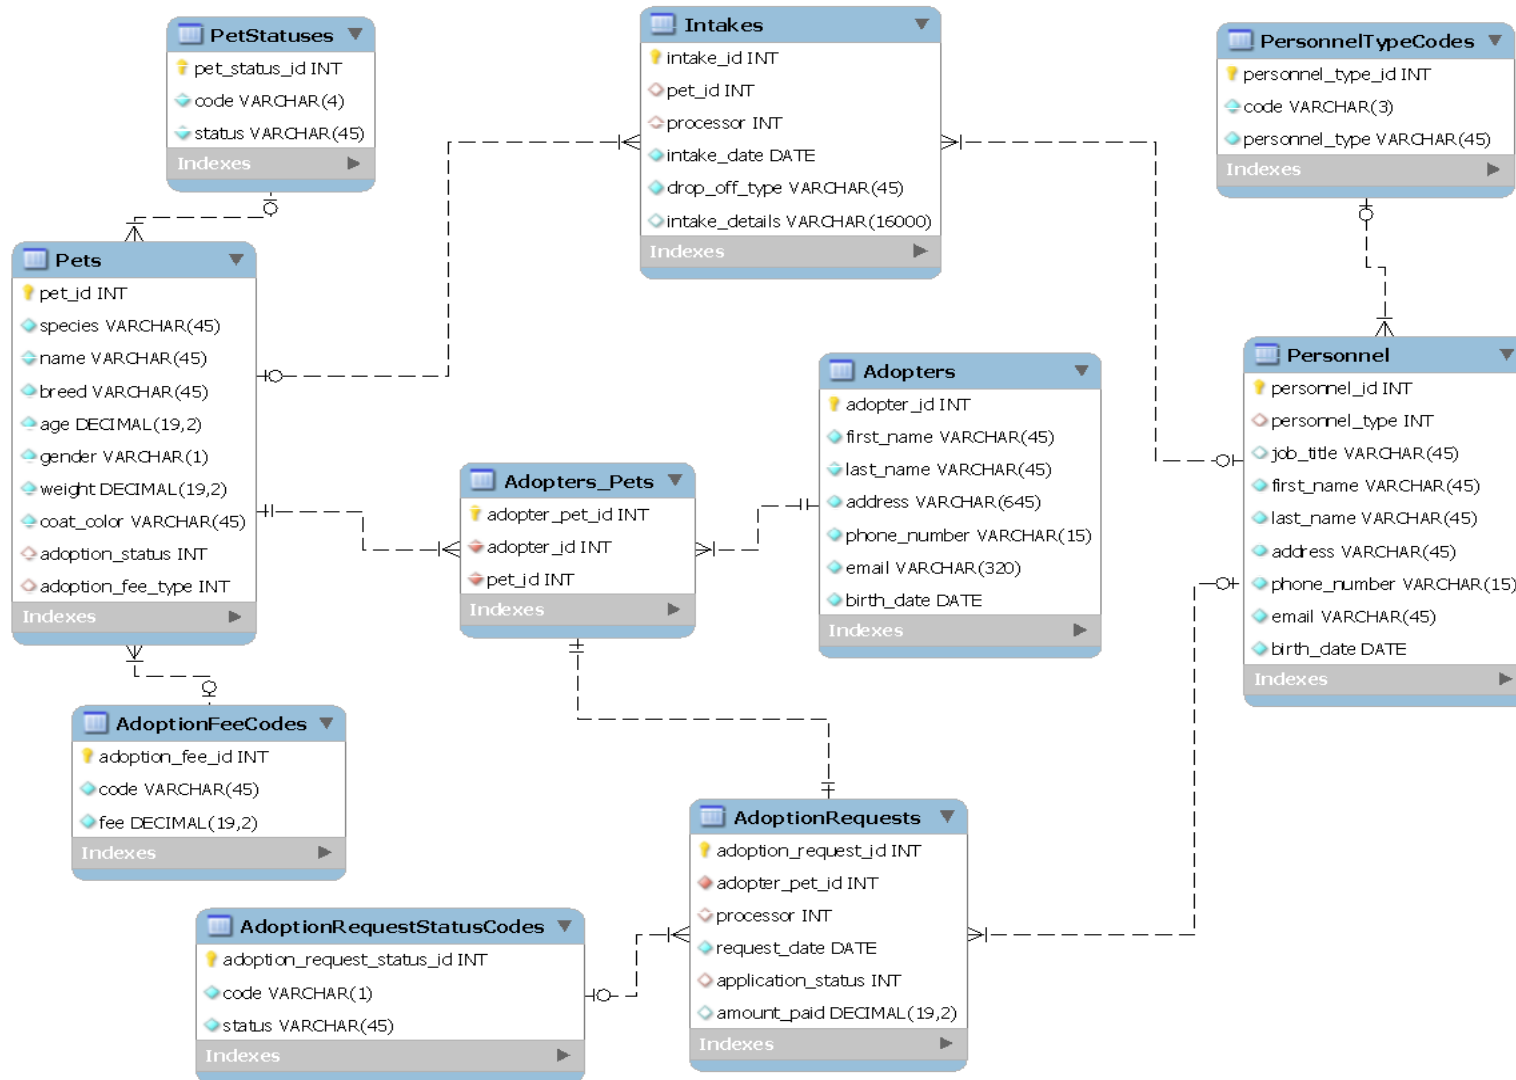 PetStatuses
pet_status_id INT
code VARCHAR(4)
status VARCHAR(45)
Indexes
Intakes
intake_id INT
pet_id INT
processor INT
intake_date DATE
drop_off_type VARCHAR(45)
intake_details VARCHAR(16000)
Indexes
PersonnelTypeCodes
personnel_type_id INT
code VARCHAR(3)
personnel_type VARCHAR(45)
Indexes
Pets
pet_id INT
species VARCHAR(45)
name VARCHAR(45)
breed VARCHAR(45)
age DECIMAL(19,2)
gender VARCHAR(1)
weight DECIMAL(19,2)
coat_color VARCHAR(45)
adoption_status INT
adoption_fee_type INT
Indexes
Adopters_Pets
adopter_pet_id INT
adopter_id INT
pet_id INT
Indexes
Adopters
adopter_id INT
first_name VARCHAR(45)
last_name VARCHAR(45)
address VARCHAR(645)
phone_number VARCHAR(15)
email VARCHAR(320)
birth_date DATE
Indexes
Personnel
personnel_id INT
personnel_type INT
job_title VARCHAR(45)
first_name VARCHAR(45)
last_name VARCHAR(45)
address VARCHAR(45)
phone_number VARCHAR(15)
email VARCHAR(45)
birth_date DATE
Indexes
AdoptionFeeCodes
adoption_fee_id INT
code VARCHAR(45)
fee DECIMAL(19,2)
Indexes
AdoptionRequests
adoption_request_id INT
adopter_pet_id INT
processor INT
request_date DATE
application_status INT
amount_paid DECIMAL(19,2)
Indexes
AdoptionRequestStatusCodes
adoption_request_status_id INT
code VARCHAR(1)
status VARCHAR(45)
Indexes